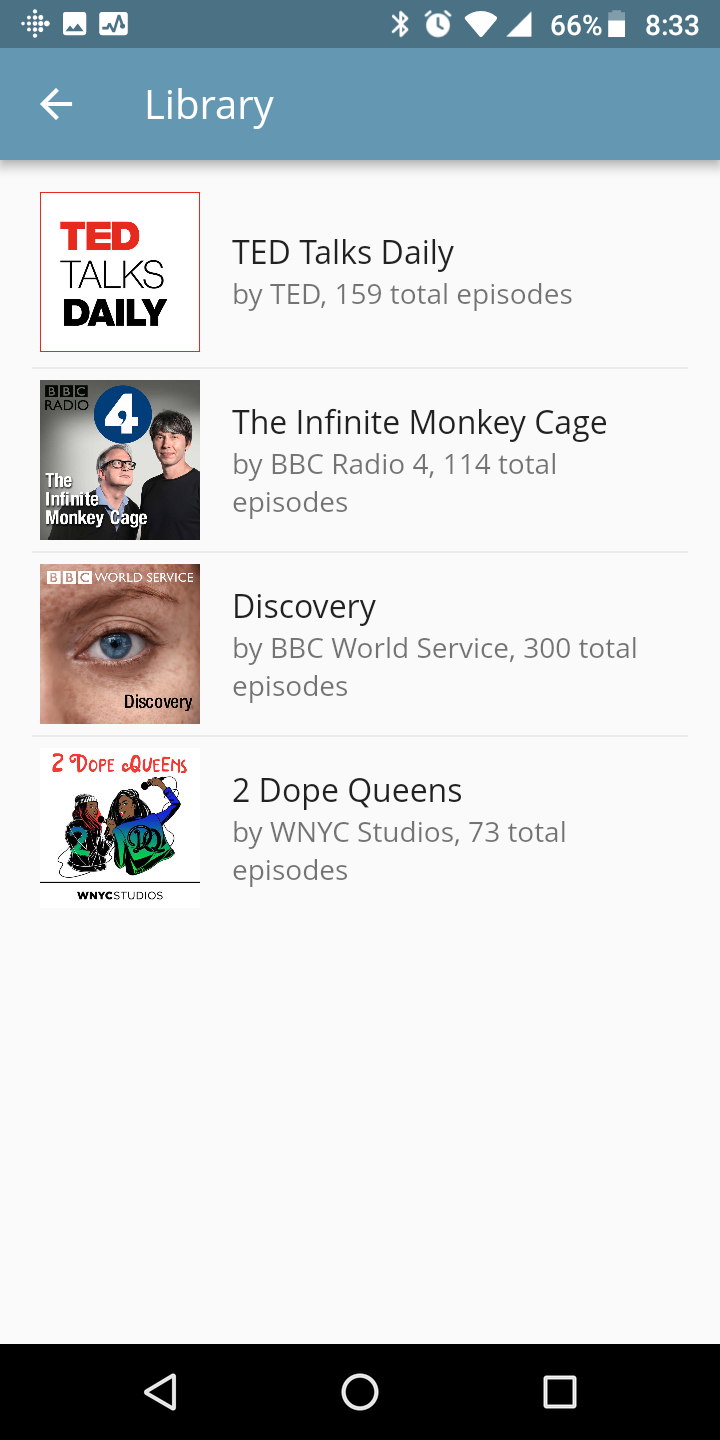 66% 8:33
Library
TED
TALKS
DAILY
TED Talks Daily
by TED, 159 total episodes
BBC
RADIO
4
The
Infinite
Monkey Cage
The Infinite Monkey Cage
by BBC Radio 4, 114 total
episodes
BBC WORLD SERVICE
Discovery
Discovery
by BBC World Service, 300 total
episodes
2 DOPE QUEENS
2 DQ
WNYCSTUDIOS
2 Dope Queens
by WNYC Studios, 73 total
episodes